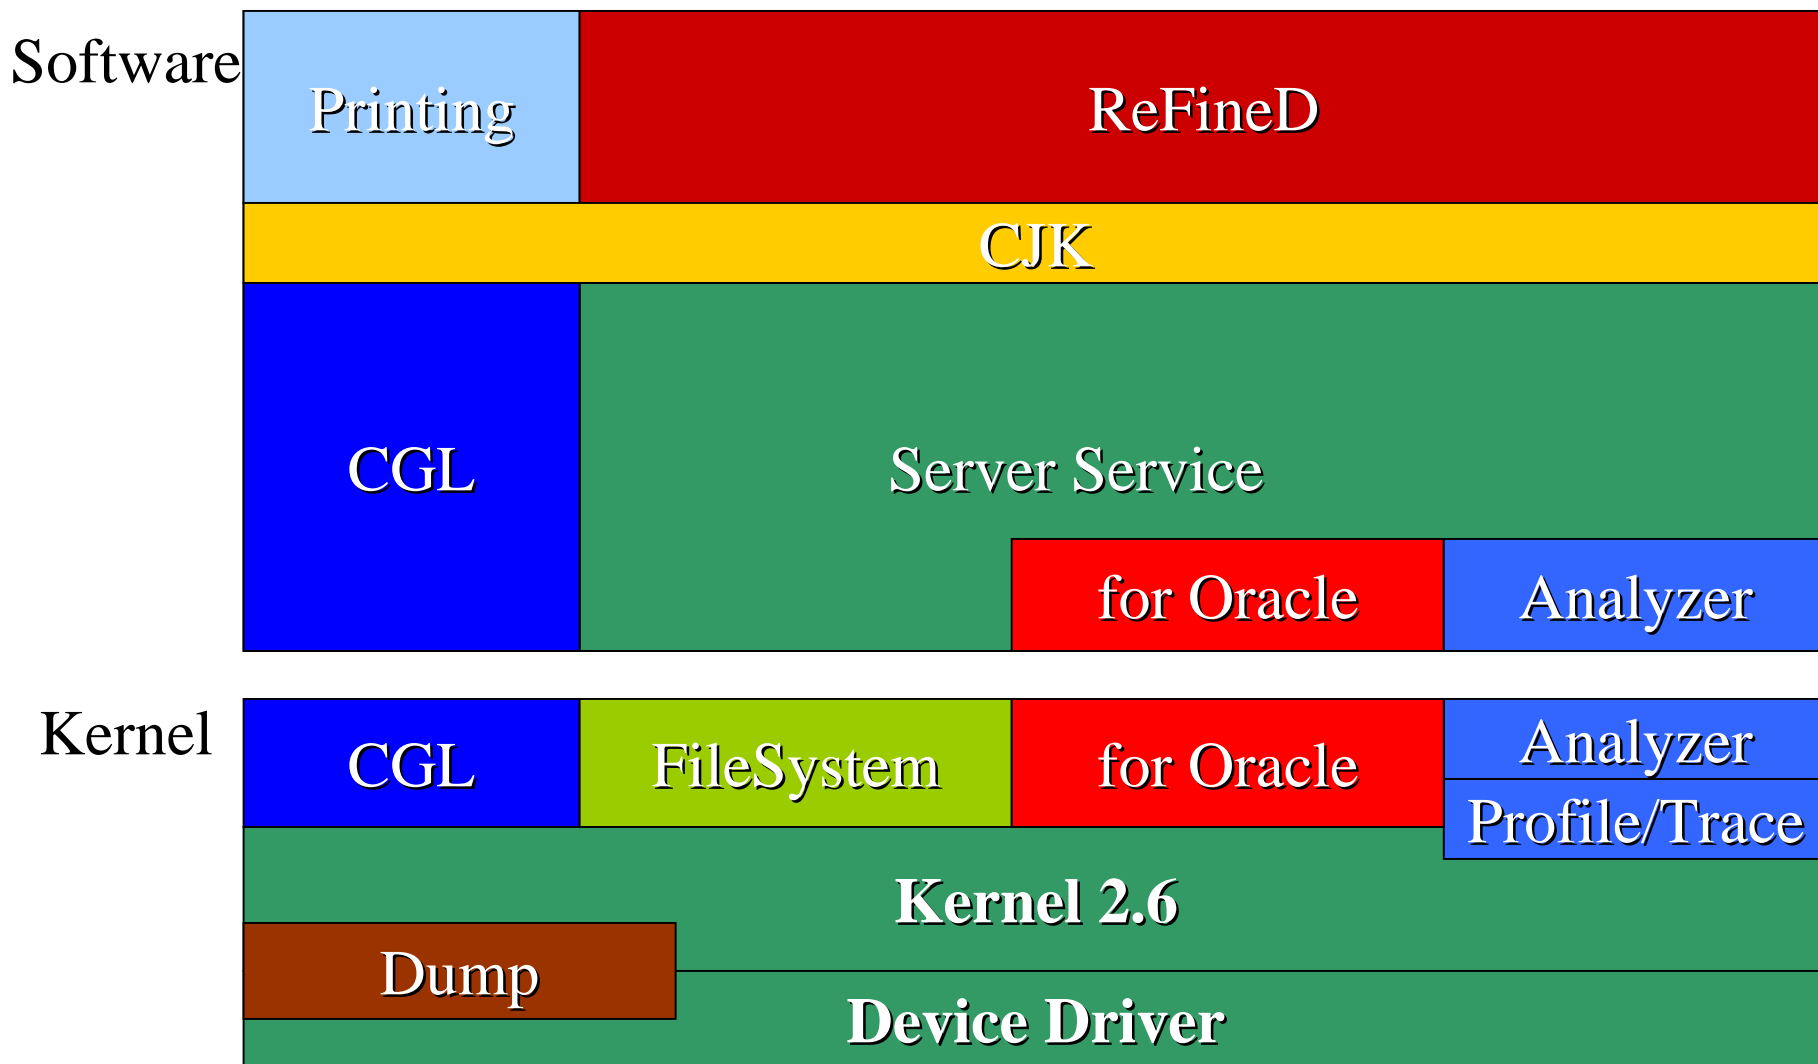 Software
Printing
ReFineD
CJK
CGL
Server Service
for Oracle
Analyzer
Kernel
CGL
FileSystem
for Oracle
Analyzer
Profile/Trace
Kernel 2.6
Dump
Device Driver